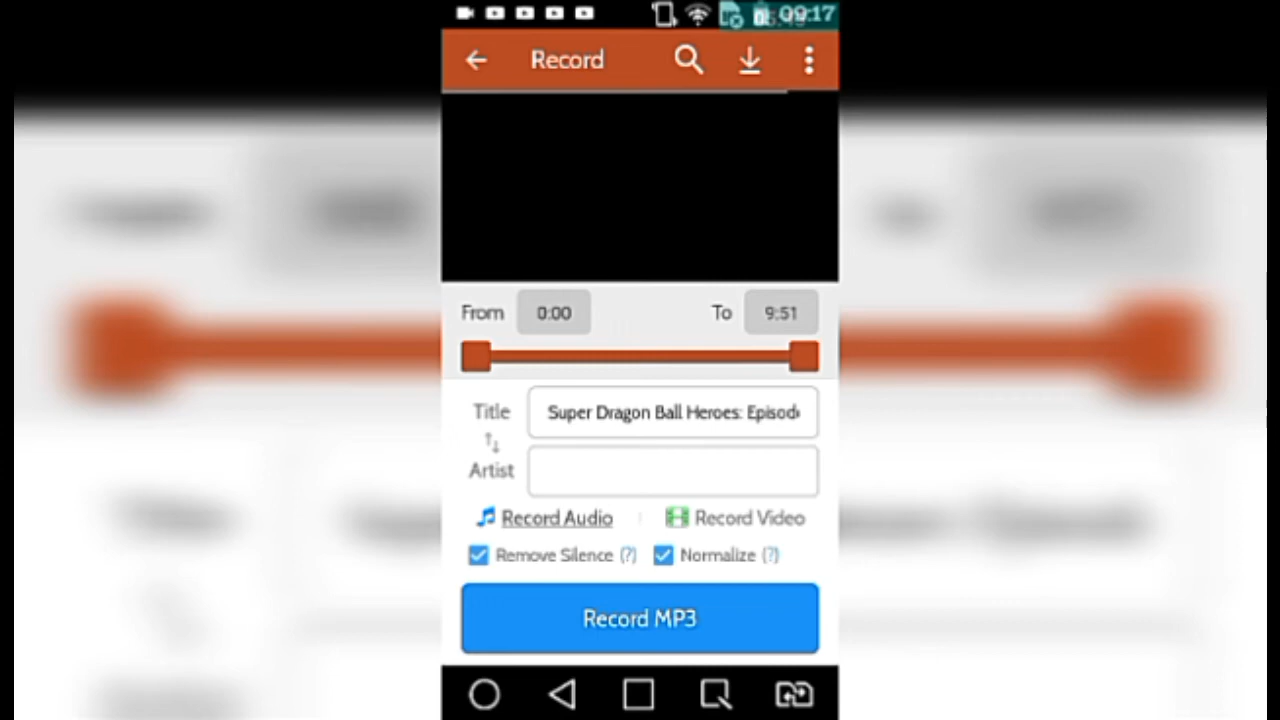 09:17
Record
From 0:00 To 9:51
Title Super Dragon Ball Heroes: Episod
Artist
Record Audio Record Video
Remove Silence (?) Normalize (?)
Record MP3